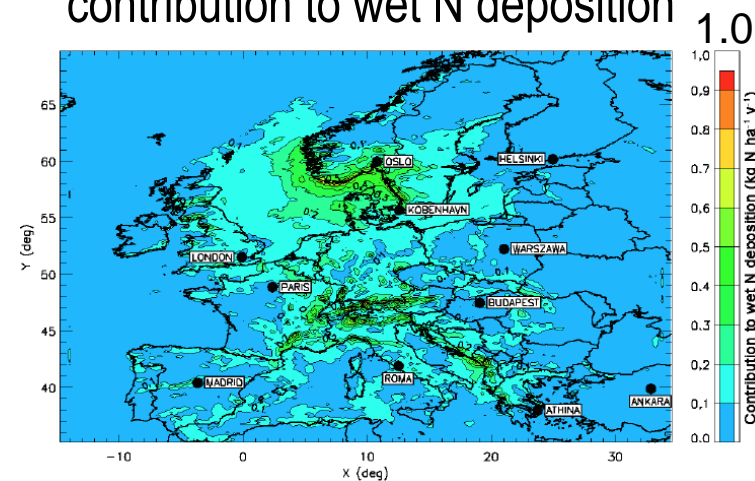 contribution to wet N deposition
1.0
1.0
0.9
0.8
0.7
0.6
0.5
0.4
0.3
0.2
0.1
0.0
Contribution to wet N deposition (kg N ha⁻¹ y⁻¹)
65
60
55
50
45
40
Y (deg)
OSLO
HELSINKI
KOBENHAVN
LONDON
WARSZAWA
PARIS
BUDAPEST
ROMA
MADRID
ANKARA
ATHINA
-10
0
10
20
30
X (deg)